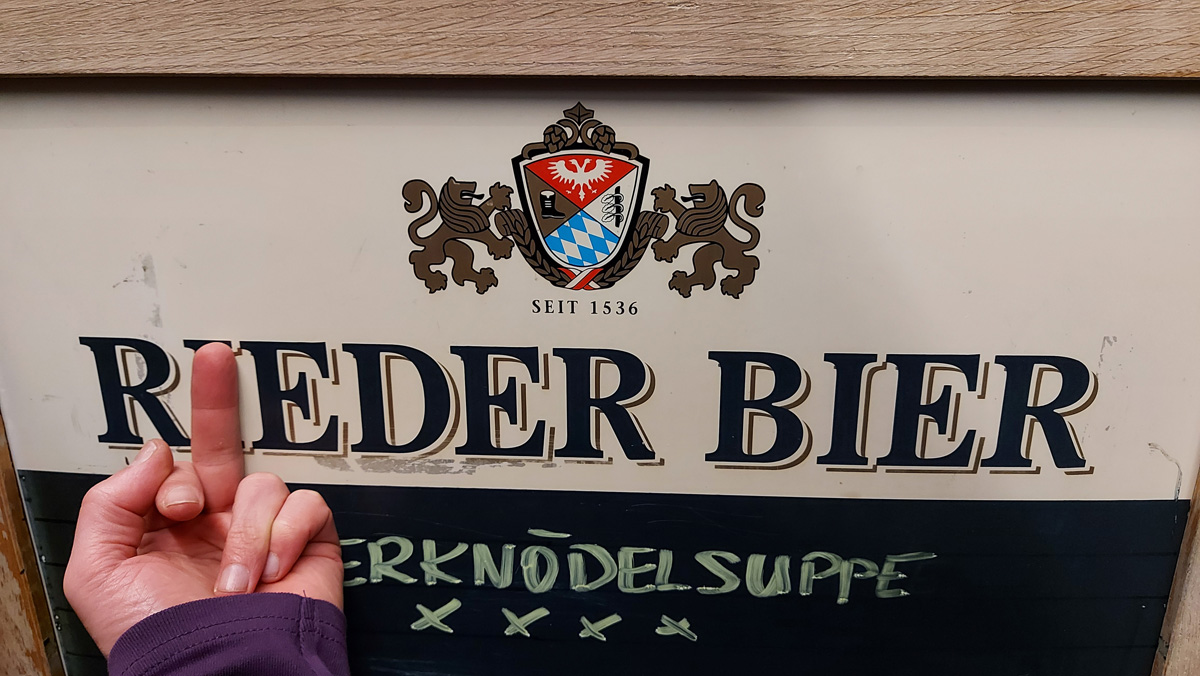 SEIT 1536
RIEDER BIER
ERKNÖDELSUPPE
x x x x